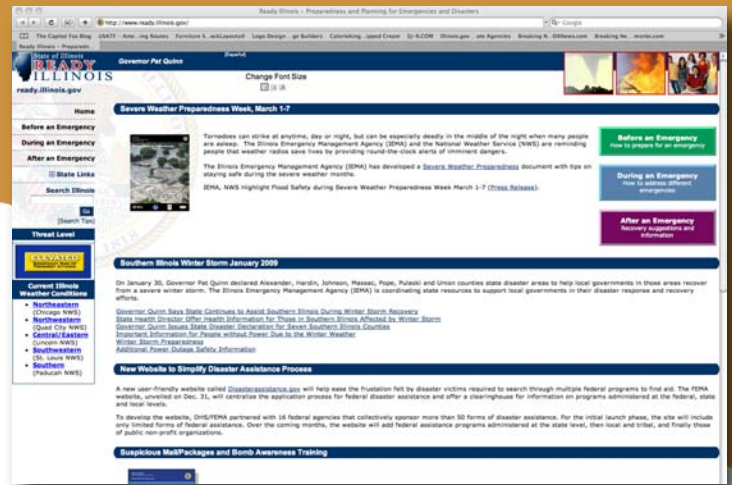 Ready Illinois – Preparedness and Planning for Emergencies and Disasters
http://www.ready.illinois.gov/
Google
The Capitol Fax Blog
Ready Illinois – Preparedn...
State of Illinois
READY
ILLINOIS
ready.illinois.gov
Governor Pat Quinn
[Español]
Change Font Size
Home
Before an Emergency
During an Emergency
After an Emergency
State Links
Search Illinois
Go
[Search Tips]
Threat Level
ELEVATED
Current Illinois
Weather Conditions
Northeastern
(Chicago NWS)
Northwestern
(Quad City NWS)
Central/Eastern
(Lincoln NWS)
Southwestern
(St. Louis NWS)
Southern
(Paducah NWS)
Severe Weather Preparedness Week, March 1-7
Tornadoes can strike at anytime, day or night, but can be especially deadly in the middle of the night when many people
are asleep. The Illinois Emergency Management Agency (IEMA) and the National Weather Service (NWS) are reminding
people that weather radios save lives by providing round-the-clock alerts of imminent dangers.
The Illinois Emergency Management Agency (IEMA) has developed a Severe Weather Preparedness document with tips on
staying safe during the severe weather months.
IEMA, NWS Highlight Flood Safety during Severe Weather Preparedness Week March 1-7 (Press Release).
Before an Emergency
How to prepare for an emergency
During an Emergency
How to address different
emergencies
After an Emergency
Recovery suggestions and
information
Southern Illinois Winter Storm January 2009
On January 30, Governor Pat Quinn declared Alexander, Hardin, Johnson, Massac, Pope, Pulaski and Union counties state disaster areas to help local governments in those areas recover
from a severe winter storm. The Illinois Emergency Management Agency (IEMA) is coordinating state resources to support local governments in their disaster response and recovery
efforts.
Governor Quinn Says State Continues to Assist Southern Illinois During Winter Storm Recovery
State Health Director Offer Health Information for Those in Southern Illinois Affected by Winter Storm
Governor Quinn Issues State Disaster Declaration for Seven Southern Illinois Counties
Important Information for People without Power Due to the Winter Weather
Winter Storm Preparedness
Additional Power Outage Safety Information
New Website to Simplify Disaster Assistance Process
A new user-friendly website called Disasterassistance.gov will help ease the frustration felt by disaster victims required to search through multiple federal programs to find aid. The FEMA
website, unveiled on Dec. 31, will centralize the application process for federal disaster assistance and offer a clearinghouse for information on programs administered at the federal, state
and local levels.
To develop the website, DHS/FEMA partnered with 16 federal agencies that collectively sponsor more than 50 forms of disaster assistance. For the initial launch phase, the site will include
only limited forms of federal assistance. Over the coming months, the website will add federal assistance programs administered at the state level, then local and tribal, and finally those
of public non-profit organizations.
Suspicious Mail/Packages and Bomb Awareness Training